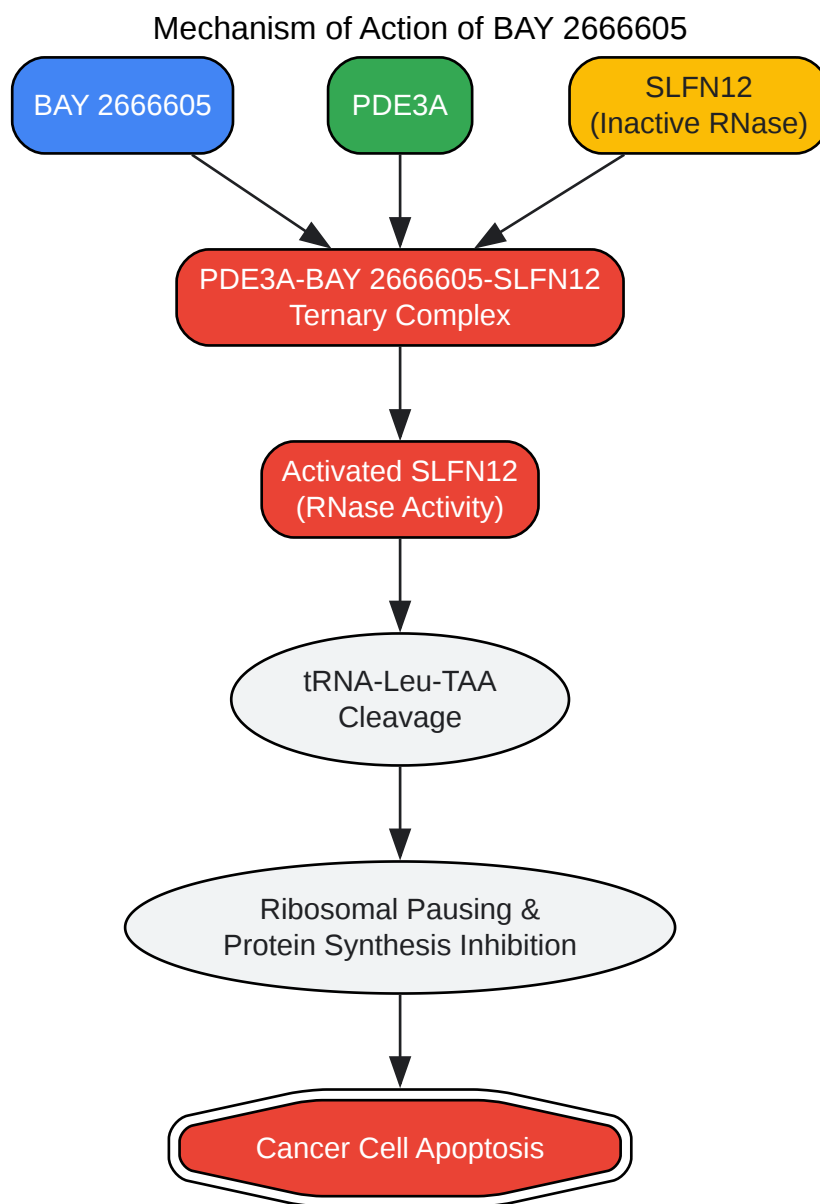 Mechanism of Action of BAY 2666605
BAY 2666605
PDE3A
SLFN12
(Inactive RNase)
PDE3A-BAY 2666605-SLFN12
Ternary Complex
Activated SLFN12
(RNase Activity)
tRNA-Leu-TAA
Cleavage
Ribosomal Pausing &
Protein Synthesis Inhibition
Cancer Cell Apoptosis